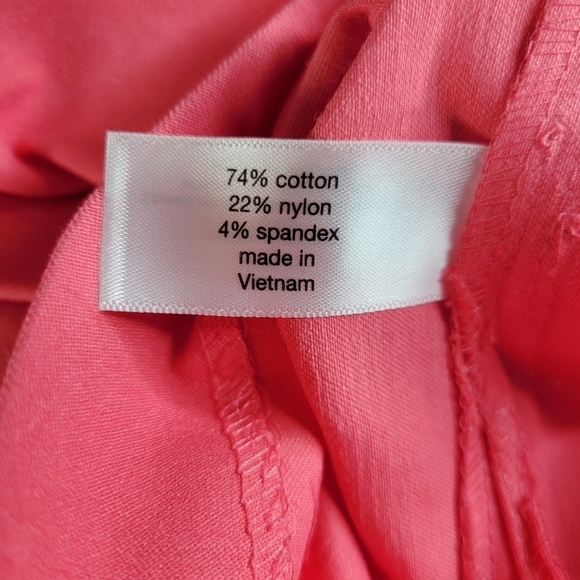 74% cotton
22% nylon
4% spandex
made in
Vietnam